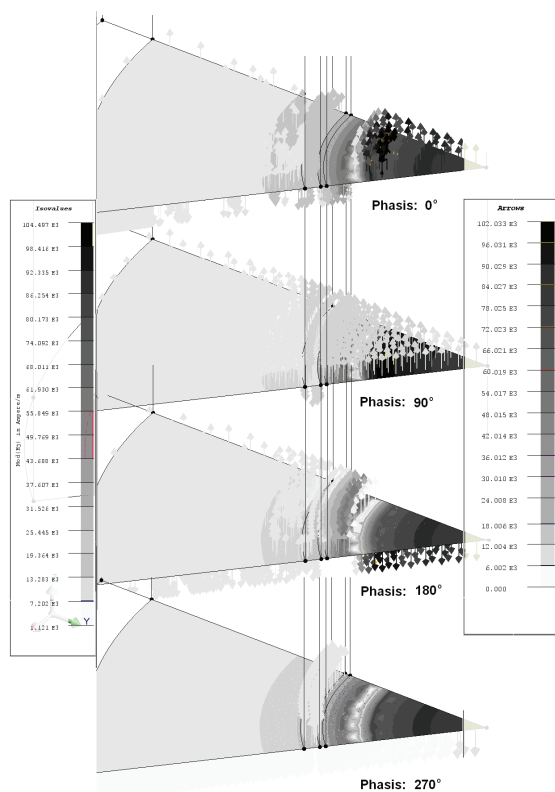 Phasis: 0°
Isovalues
104.497 E3
98.416 E3
92.335 E3
86.254 E3
80.173 E3
74.092 E3
68.011 E3
61.930 E3
55.849 E3
49.769 E3
43.688 E3
37.607 E3
31.526 E3
25.445 E3
19.364 E3
13.283 E3
7.202 E3
1.121 E3
Mod(H) in Ampere/m
Y
Arrows
102.033 E3
96.031 E3
90.029 E3
84.027 E3
78.025 E3
72.023 E3
66.021 E3
60.019 E3
54.017 E3
48.015 E3
42.014 E3
36.012 E3
30.010 E3
24.008 E3
18.006 E3
12.004 E3
6.002 E3
0.000
Phasis: 90°
Phasis: 180°
Phasis: 270°